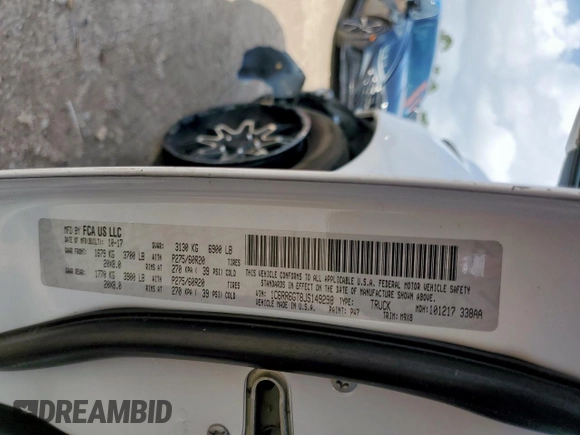 MFD BY FCA US LLC
DATE OF MFR(BUILT): 10-17 GVWR: 3130 KG 6900 LB
GAWR FRONT: 1679 KG 3700 LB WITH P275/60R20 TIRES
20X8.0 RIMS AT 270 KPA ( 39 PSI) COLD
GAWR REAR: 1770 KG 3900 LB WITH P275/60R20 TIRES
20X8.0 RIMS AT 270 KPA ( 39 PSI) COLD
THIS VEHICLE CONFORMS TO ALL APPLICABLE U.S.A. FEDERAL MOTOR VEHICLE SAFETY
STANDARDS IN EFFECT ON THE DATE OF MANUFACTURE SHOWN ABOVE.
VIN: 1C6RR6GT8JS149298 TYPE: TRUCK MDH: 101217 338AA
VEHICLE MADE IN U.S.A. PAINT: PW7 TRIM: M9X8
DREAMBID